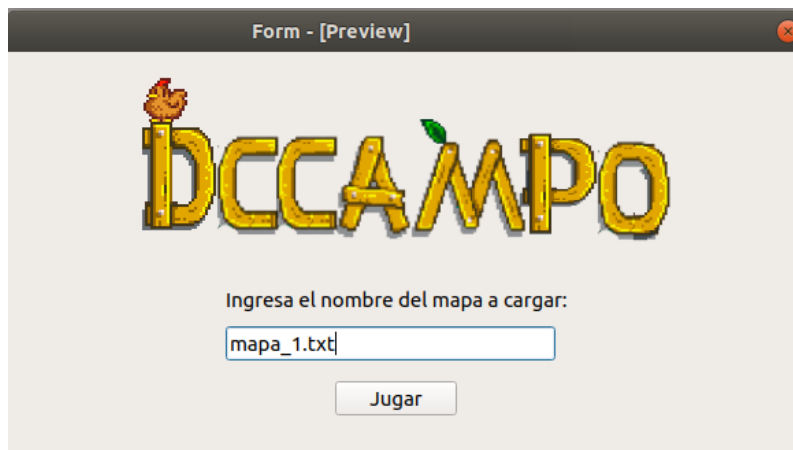 Form - [Preview]
DCCAMPO
Ingresa el nombre del mapa a cargar:
mapa_1.txt
Jugar